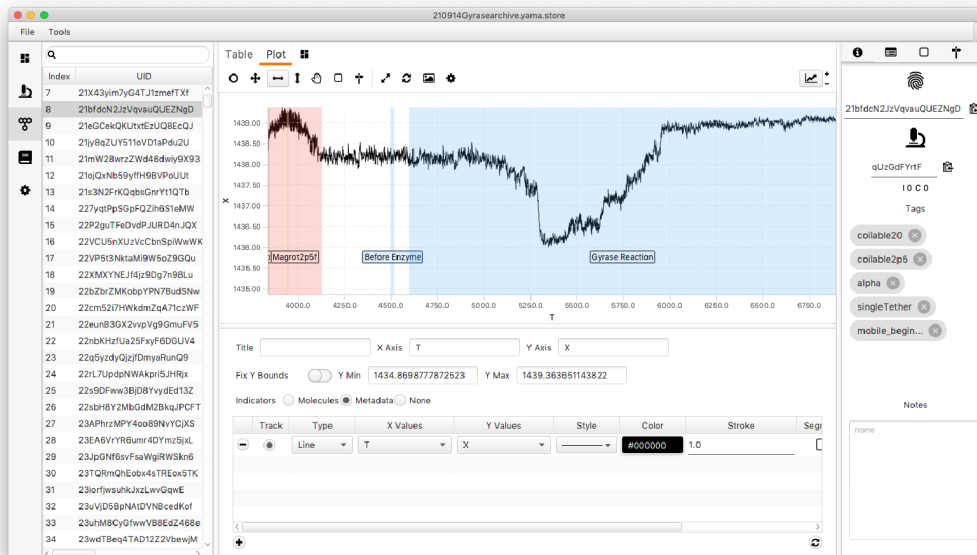 210914Gyrasearchive.yama.store
File Tools
Index UID
7 21X43yim7yG4TJ1zmefTXf
8 21bfdcN2JzVqvauQUEZNgD
9 21eGCekQKUtxtEzUQ8EcQJ
10 21jy8qZUY511oVD1aPdu2U
11 21mW28wrzZWd46dwiy9X93
12 21ojQxNb59yffH9BVPoUUt
13 21s3N2FrKQqbsGnrYt1QTb
14 227yqtPpSGpFQZih6S1eMW
15 22P2guTFeDvdPJURD4nJQX
16 22VCU5nXUzVcCbnSpiWwWK
17 22VP5t3NktaMi9W5oZ9GQu
18 22XMXYNEJf4jz9Dg7n98Lu
19 22bZbrZMKobpYPN7BudSNw
20 22cm52i7HWkdmZqA71czWF
21 22eunB3GX2vvpVg9GmuFV5
22 22nbKHzfUa25FxyF6DGUV4
23 22q5yzdyQjzjfDmyaRunQ9
24 22rL7UpdpNWAkpri5JHRjx
25 22s9DFww3BjD8YvydEd13Z
26 22sbH8Y2MbGdM2BkqJPCFT
27 23APhrzMPY4oo89NvYCjXS
28 23EA6VrYR6umr4DYmz5jxL
29 23JpGNf6svFsaWgiRWSkn6
30 23TQRmQhEobx4sTREox5TK
31 23iorfjwsuhkJxzLwvGqwE
32 23uVjD5BpNAtDVNBcedKof
33 23uhM8CyGfwwVB8EdZ468e
34 23wdTBeq4TAD12Z2VbewjM
Table Plot
1439.00
1438.50
1438.00
1437.50
1437.00
1436.50
1436.00
1435.50
1435.00
X
Magrot2p5f Before Enzyme Gyrase Reaction
4000.0 4250.0 4500.0 4750.0 5000.0 5250.0 5500.0 5750.0 6000.0 6250.0 6500.0 6750.0
T
Title X Axis T Y Axis X
Fix Y Bounds Y Min 1434.8698777872523 Y Max 1439.363651143822
Indicators Molecules Metadata None
Track Type X Values Y Values Style Color Stroke Segr
Line T X #000000 1.0
21bfdcN2JzVqvauQUEZNgD
qUzGdFYrtF
I O C O
Tags
coilable20
coilable2p5
alpha
singleTether
mobile_begin...
Notes
none